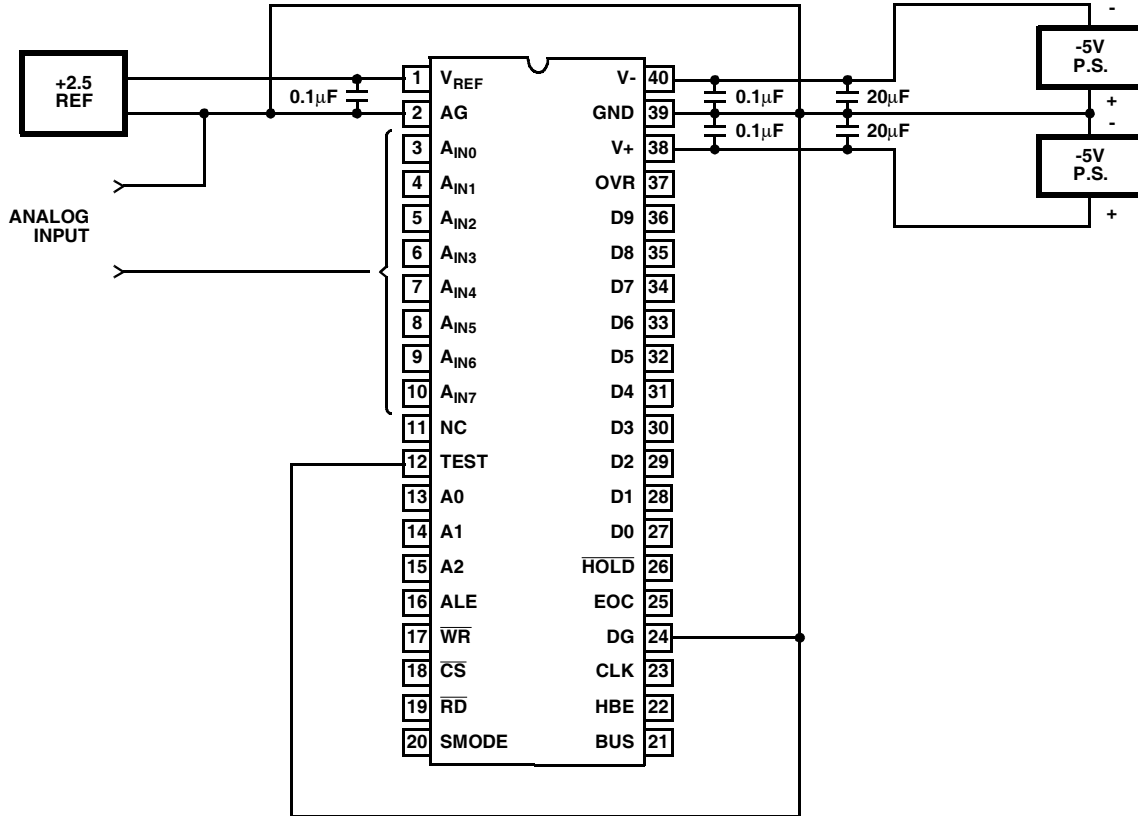 +2.5
REF
0.1µF
ANALOG
INPUT
1 VREF
2 AG
3 AIN0
4 AIN1
5 AIN2
6 AIN3
7 AIN4
8 AIN5
9 AIN6
10 AIN7
11 NC
12 TEST
13 A0
14 A1
15 A2
16 ALE
17 WR
18 CS
19 RD
20 SMODE
V- 40
GND 39
V+ 38
OVR 37
D9 36
D8 35
D7 34
D6 33
D5 32
D4 31
D3 30
D2 29
D1 28
D0 27
HOLD 26
EOC 25
DG 24
CLK 23
HBE 22
BUS 21
0.1µF
20µF
0.1µF
20µF
-
-5V
P.S.
+
-
-5V
P.S.
+